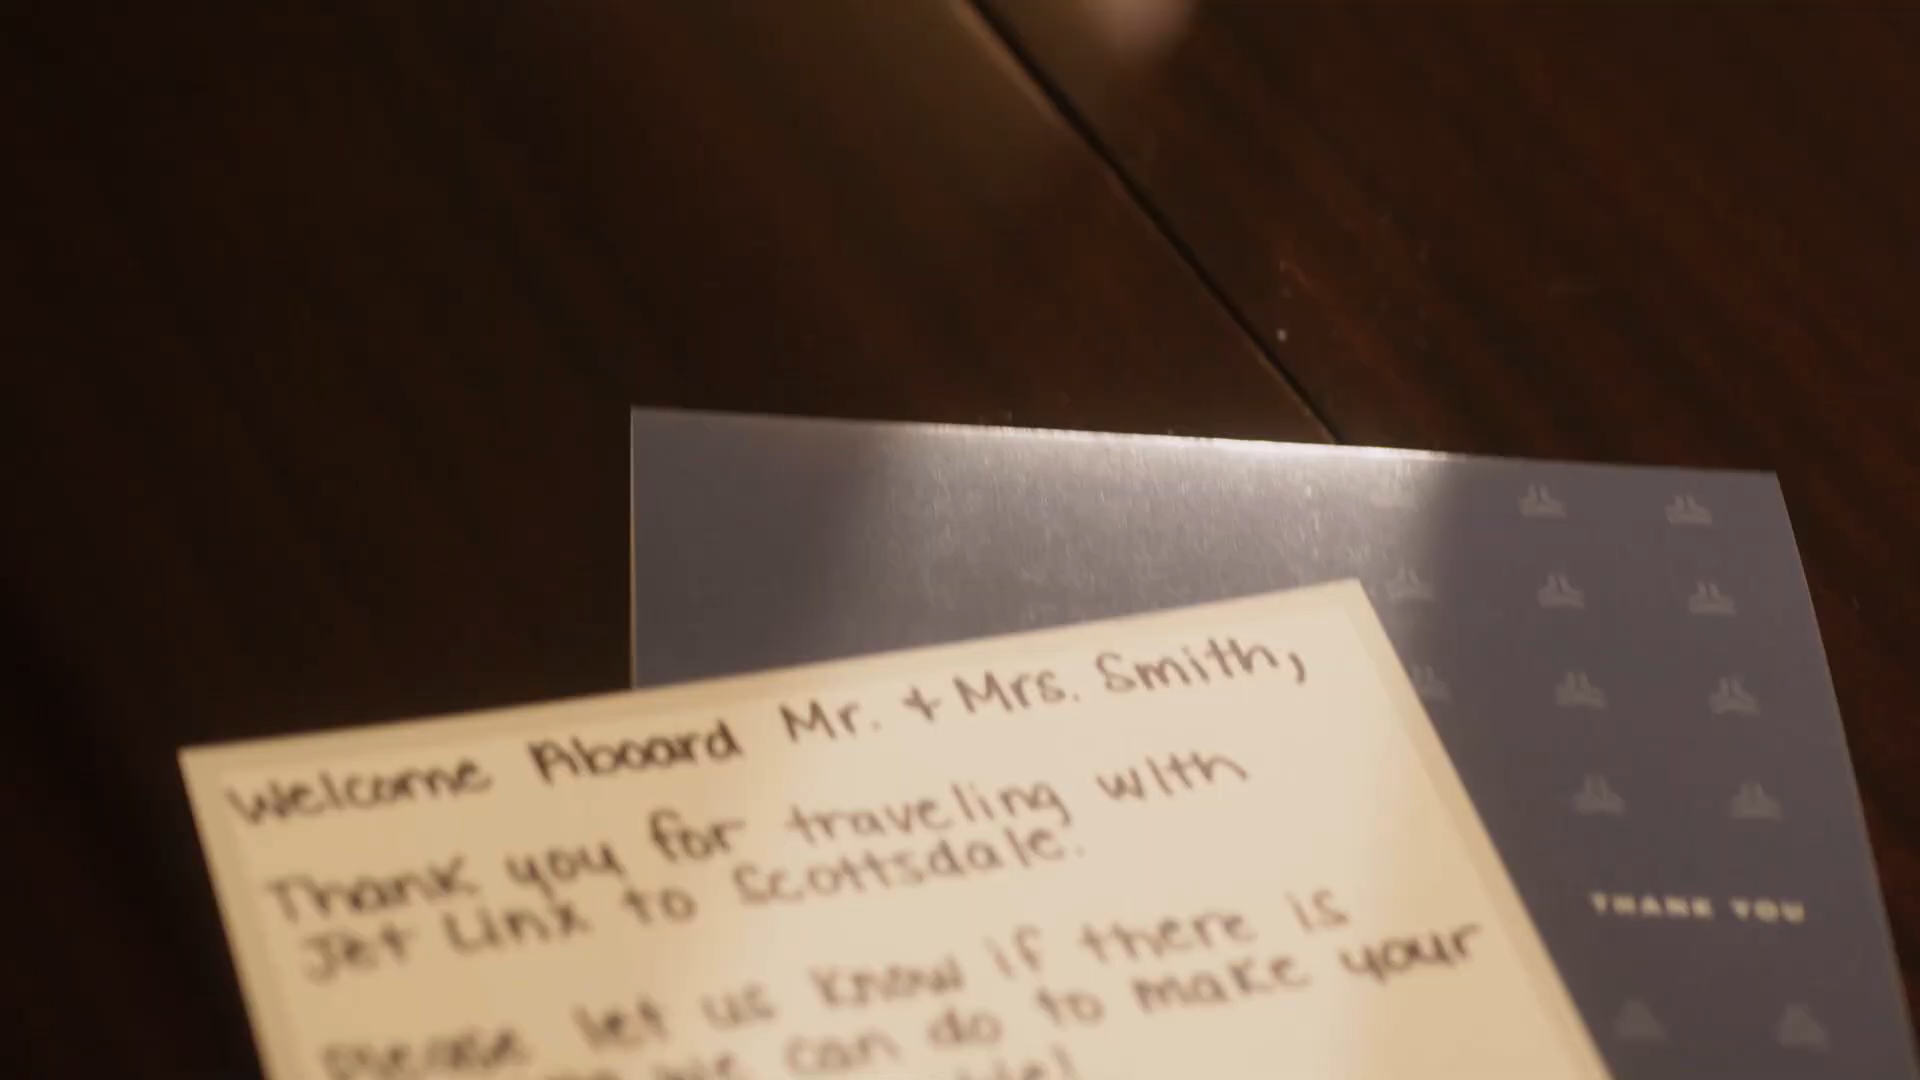 Welcome Aboard Mr. + Mrs. Smith,
Thank you for traveling with
Jet Linx to Scottsdale.
Please let us know if there is
we can do to make your
THANK YOU